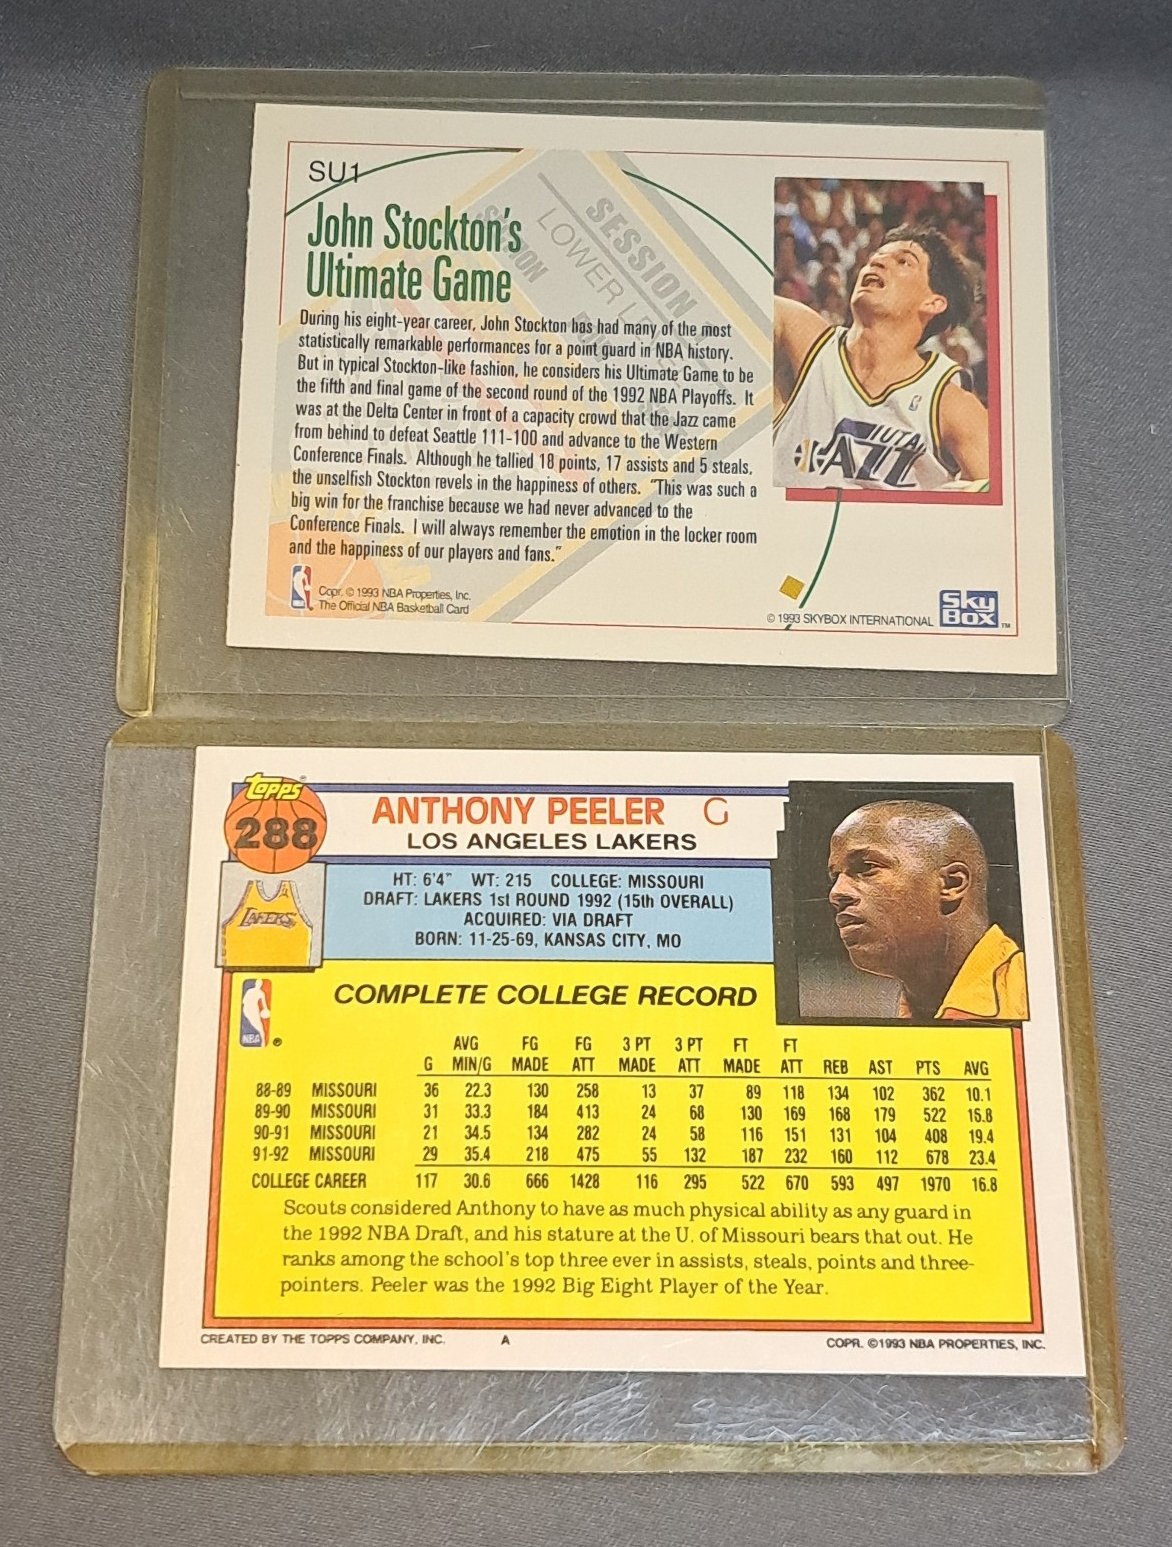 SU1
John Stockton's
Ultimate Game
During his eight-year career, John Stockton has had many of the most
statistically remarkable performances for a point guard in NBA history.
But in typical Stockton-like fashion, he considers his Ultimate Game to be
the fifth and final game of the second round of the 1992 NBA Playoffs. It
was at the Delta Center in front of a capacity crowd that the Jazz came
from behind to defeat Seattle 111-100 and advance to the Western
Conference Finals. Although he tallied 18 points, 17 assists and 5 steals,
the unselfish Stockton revels in the happiness of others. "This was such a
big win for the franchise because we had never advanced to the
Conference Finals. I will always remember the emotion in the locker room
and the happiness of our players and fans."
SESSION
LOWER
UTAH
JAZZ
Copr. © 1993 NBA Properties, Inc.
The Official NBA Basketball Card
© 1993 SKYBOX INTERNATIONAL
Sky
Box TM
Topps ®
288
ANTHONY PEELER G
LOS ANGELES LAKERS
LAKERS
HT: 6'4" WT: 215 COLLEGE: MISSOURI
DRAFT: LAKERS 1st ROUND 1992 (15th OVERALL)
ACQUIRED: VIA DRAFT
BORN: 11-25-69, KANSAS CITY, MO
NBA ®
COMPLETE COLLEGE RECORD
G AVG MIN/G FG MADE FG ATT 3 PT MADE 3 PT ATT FT MADE FT ATT REB AST PTS AVG
88-89 MISSOURI 36 22.3 130 258 13 37 89 118 134 102 362 10.1
89-90 MISSOURI 31 33.3 184 413 24 68 130 169 168 179 522 16.8
90-91 MISSOURI 21 34.5 134 282 24 58 116 151 131 104 408 19.4
91-92 MISSOURI 29 35.4 218 475 55 132 187 232 160 112 678 23.4
COLLEGE CAREER 117 30.6 666 1428 116 295 522 670 593 497 1970 16.8
Scouts considered Anthony to have as much physical ability as any guard in
the 1992 NBA Draft, and his stature at the U. of Missouri bears that out. He
ranks among the school's top three ever in assists, steals, points and three-
pointers. Peeler was the 1992 Big Eight Player of the Year.
CREATED BY THE TOPPS COMPANY, INC. A COPR. ©1993 NBA PROPERTIES, INC.